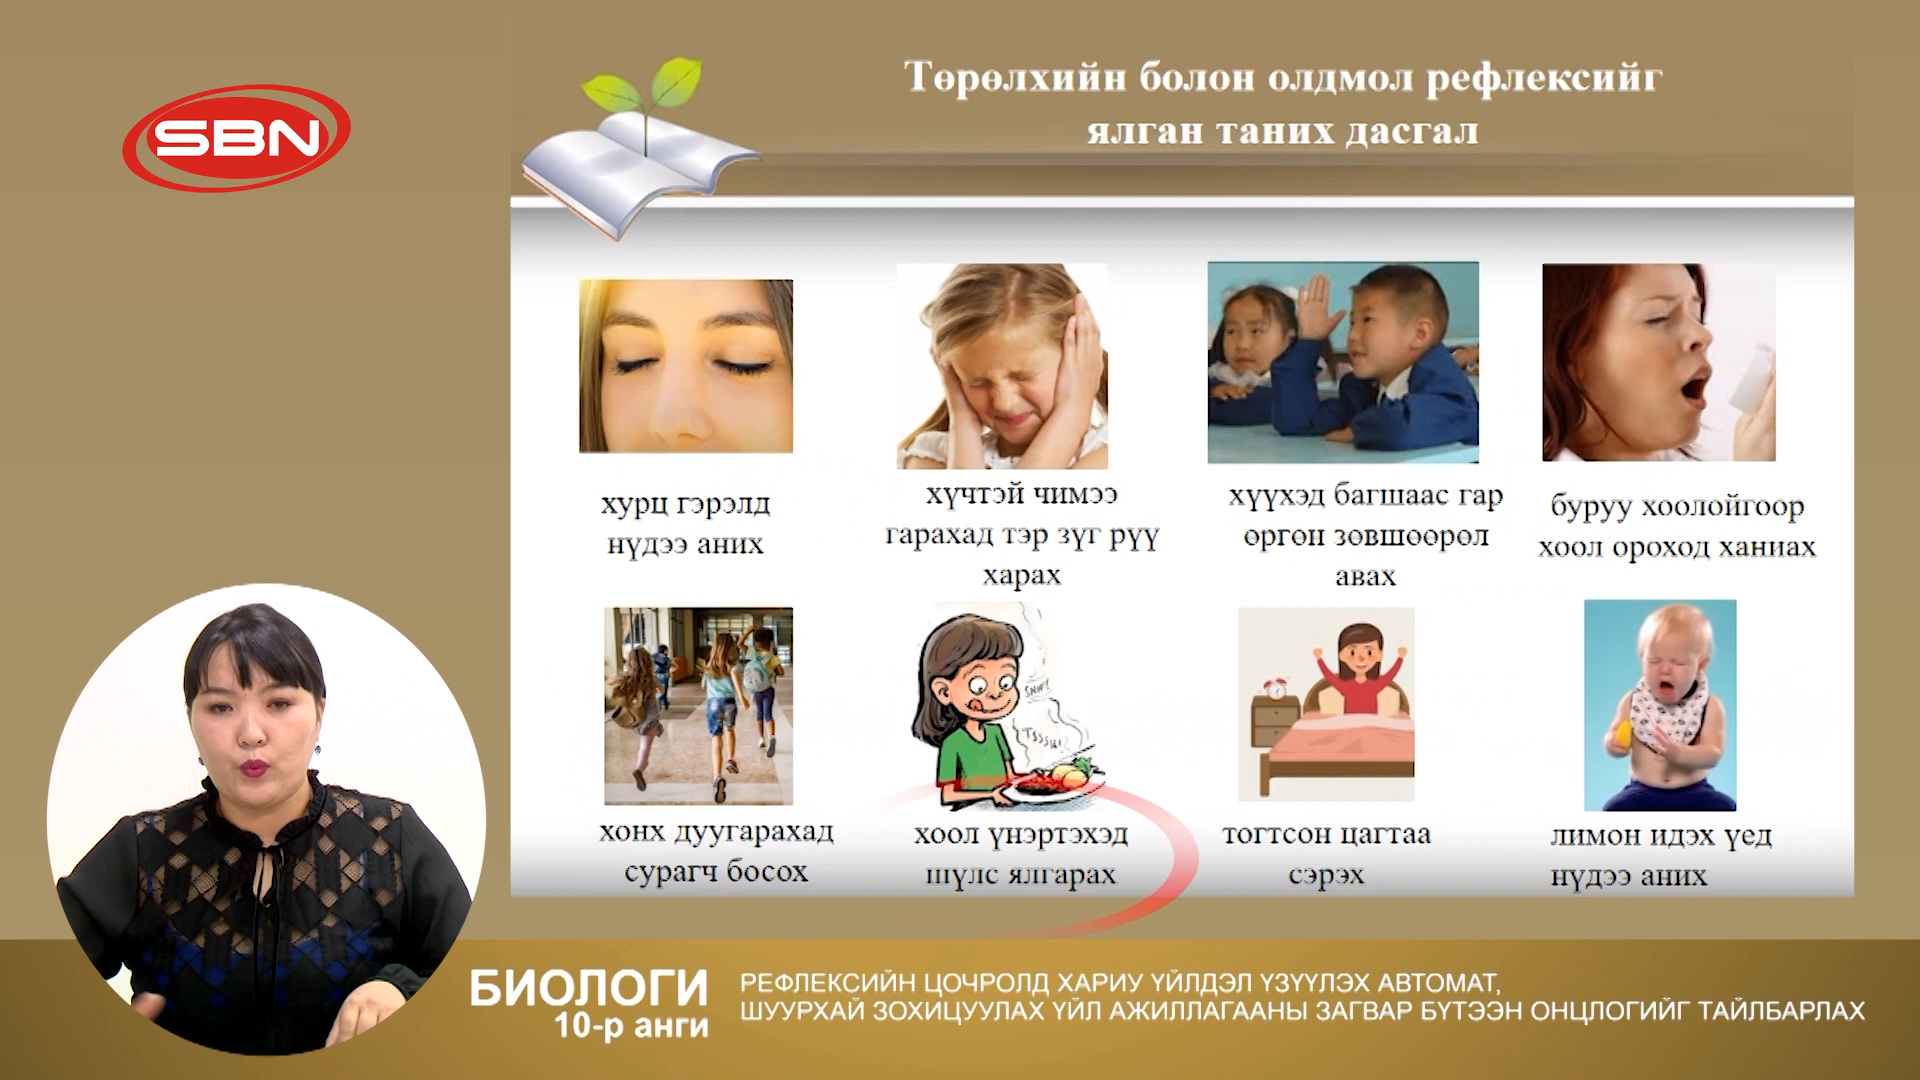 SBN
Төрөлхийн болон олдмол рефлексийг
ялган таних дасгал
хурц гэрэлд
нүдээ аних
хүчтэй чимээ
гарахад тэр зүг рүү
харах
хүүхэд багшаас гар
өргөн зөвшөөрөл
авах
буруу хоолойгоор
хоол ороход ханиах
SNIF!
TSSSH!
хонх дуугарахад
сурагч босох
хоол үнэртэхэд
шүлс ялгарах
тогтсон цагтаа
сэрэх
лимон идэх үед
нүдээ аних
БИОЛОГИ
10-р анги
РЕФЛЕКСИЙН ЦОЧРОЛД ХАРИУ ҮЙЛДЭЛ ҮЗҮҮЛЭХ АВТОМАТ,
ШУУРХАЙ ЗОХИЦУУЛАХ ҮЙЛ АЖИЛЛАГААНЫ ЗАГВАР БҮТЭЭН ОНЦЛОГИЙГ ТАЙЛБАРЛАХ